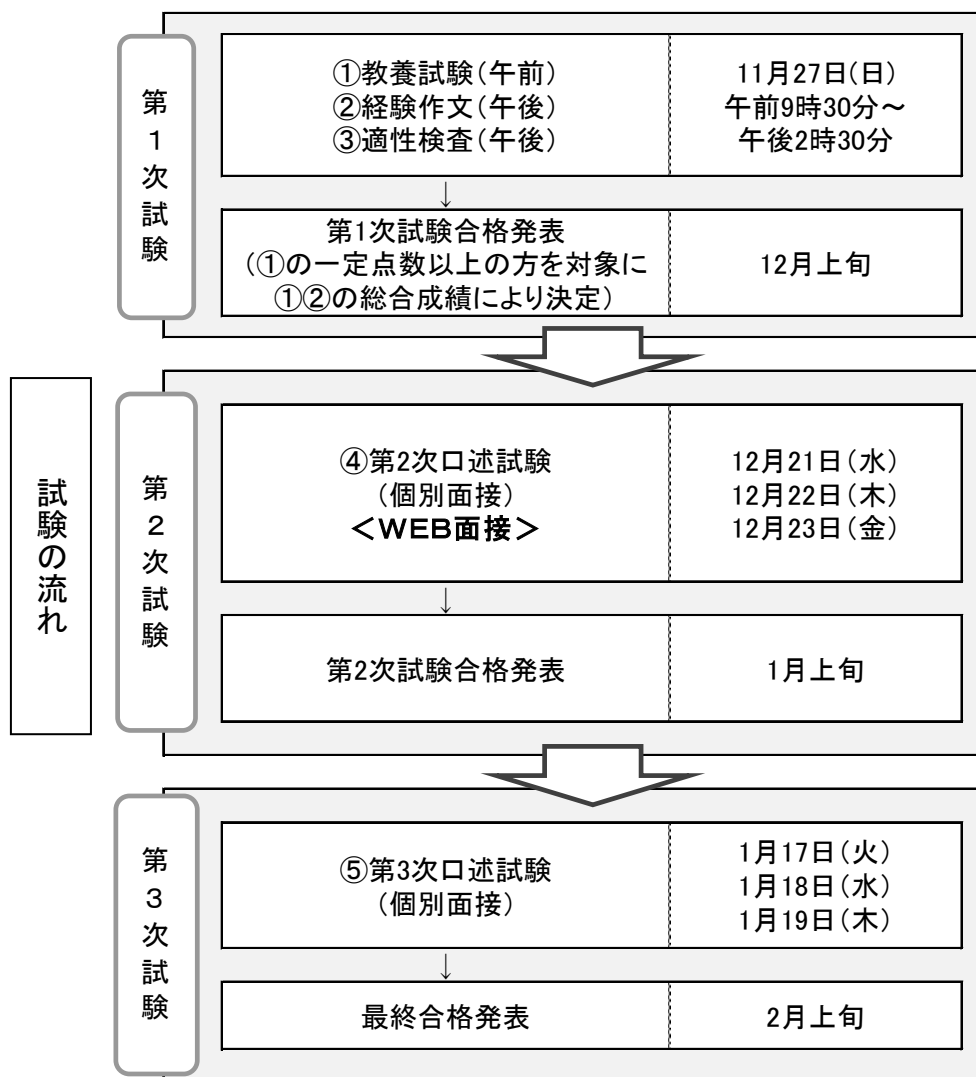 試験の流れ
第1次試験
①教養試験(午前)
②経験作文(午後)
③適性検査(午後)
11月27日(日)
午前9時30分～
午後2時30分
↓
第1次試験合格発表
(①の一定点数以上の方を対象に
①②の総合成績により決定)
12月上旬
第2次試験
④第2次口述試験
(個別面接)
＜WEB面接＞
12月21日(水)
12月22日(木)
12月23日(金)
↓
第2次試験合格発表
1月上旬
第3次試験
⑤第3次口述試験
(個別面接)
1月17日(火)
1月18日(水)
1月19日(木)
↓
最終合格発表
2月上旬